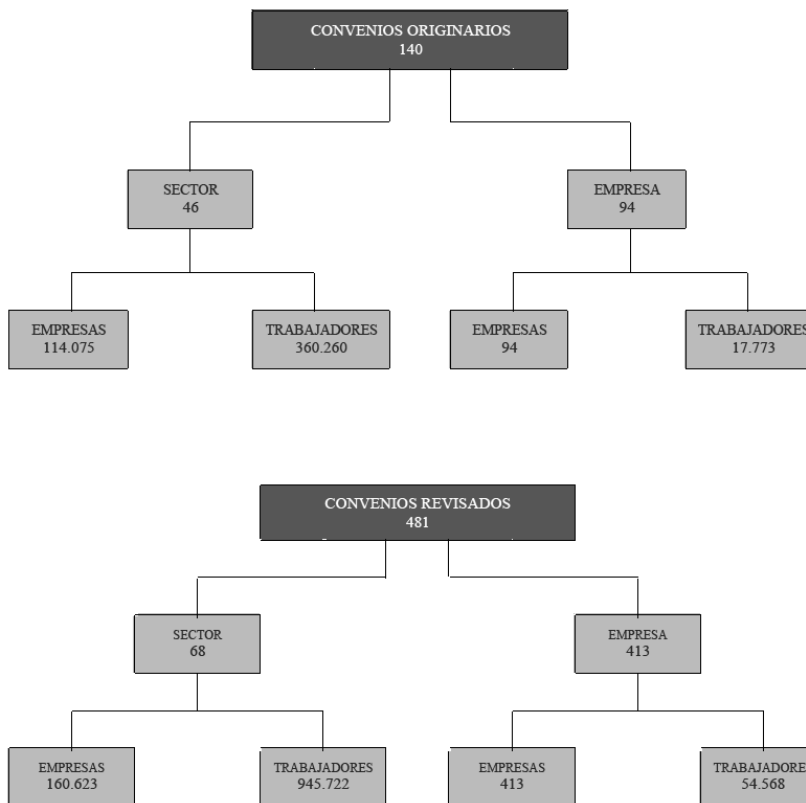 CONVENIOS ORIGINARIOS
140
SECTOR
46
EMPRESA
94
EMPRESAS
114.075
TRABAJADORES
360.260
EMPRESAS
94
TRABAJADORES
17.773
CONVENIOS REVISADOS
481
SECTOR
68
EMPRESA
413
EMPRESAS
160.623
TRABAJADORES
945.722
EMPRESAS
413
TRABAJADORE
54.568